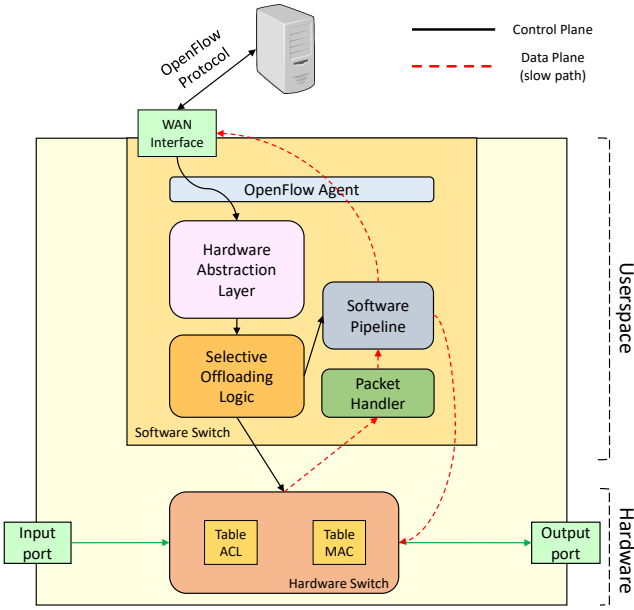 OpenFlow
Protocol
Control Plane
Data Plane
(slow path)
WAN
Interface
OpenFlow Agent
Hardware
Abstraction
Layer
Software
Pipeline
Selective
Offloading
Logic
Packet
Handler
Software Switch
Userspace
Input
port
Table
ACL
Table
MAC
Output
port
Hardware Switch
Hardware